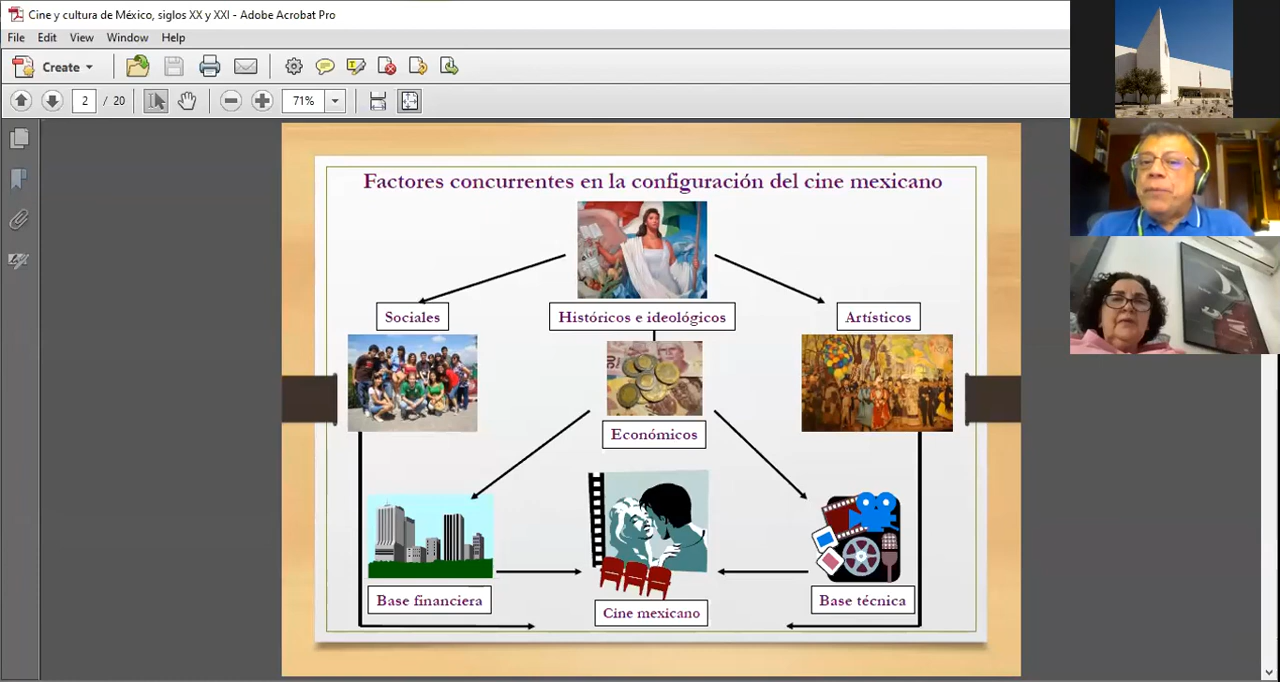 Cine y cultura de México, siglos XX y XXI - Adobe Acrobat Pro
File Edit View Window Help
Create
2 / 20 71%
Factores concurrentes en la configuración del cine mexicano
Sociales
Históricos e ideológicos
Artísticos
Económicos
Base financiera
Cine mexicano
Base técnica